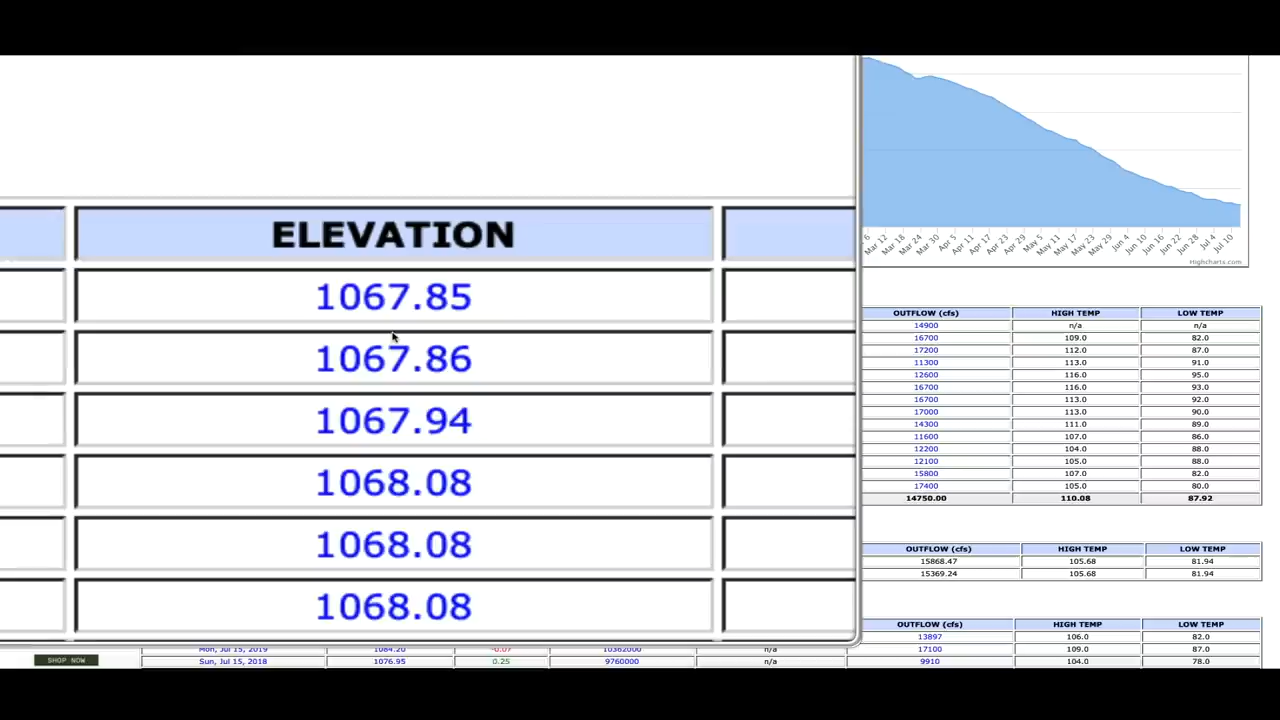 ELEVATION
1067.85
1067.86
1067.94
1068.08
1068.08
1068.08
6
Mar 12
Mar 18
Mar 24
Mar 30
Apr 5
Apr 11
Apr 17
Apr 23
Apr 29
May 5
May 11
May 17
May 23
May 29
Jun 4
Jun 10
Jun 16
Jun 22
Jun 28
Jul 4
Jul 10
Highcharts.com
OUTFLOW (cfs) HIGH TEMP LOW TEMP
14900 n/a n/a
16700 109.0 82.0
17200 112.0 87.0
11300 113.0 91.0
12600 116.0 95.0
16700 116.0 93.0
16700 113.0 92.0
17000 113.0 90.0
14300 111.0 89.0
11600 107.0 86.0
12200 104.0 88.0
12100 105.0 88.0
15800 107.0 82.0
17400 105.0 80.0
14750.00 110.08 87.92
OUTFLOW (cfs) HIGH TEMP LOW TEMP
15868.47 105.68 81.94
15369.24 105.68 81.94
OUTFLOW (cfs) HIGH TEMP LOW TEMP
13897 106.0 82.0
Mon, Jul 15, 2019 1084.20 -0.07 10362000 n/a 17100 109.0 87.0
Sun, Jul 15, 2018 1076.95 0.25 9760000 n/a 9910 104.0 78.0
SHOP NOW